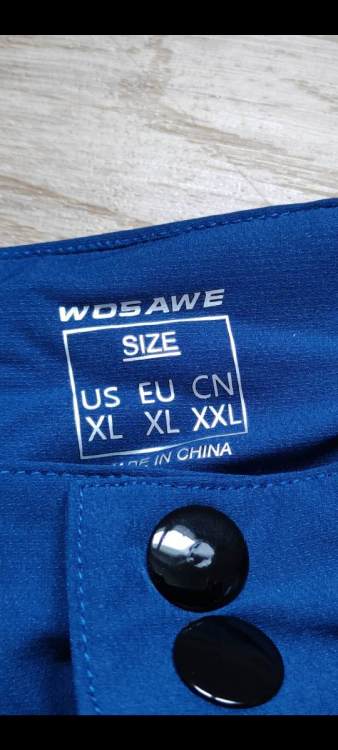 WOSAWE
SIZE
US EU CN
XL XL XXL
MADE IN CHINA